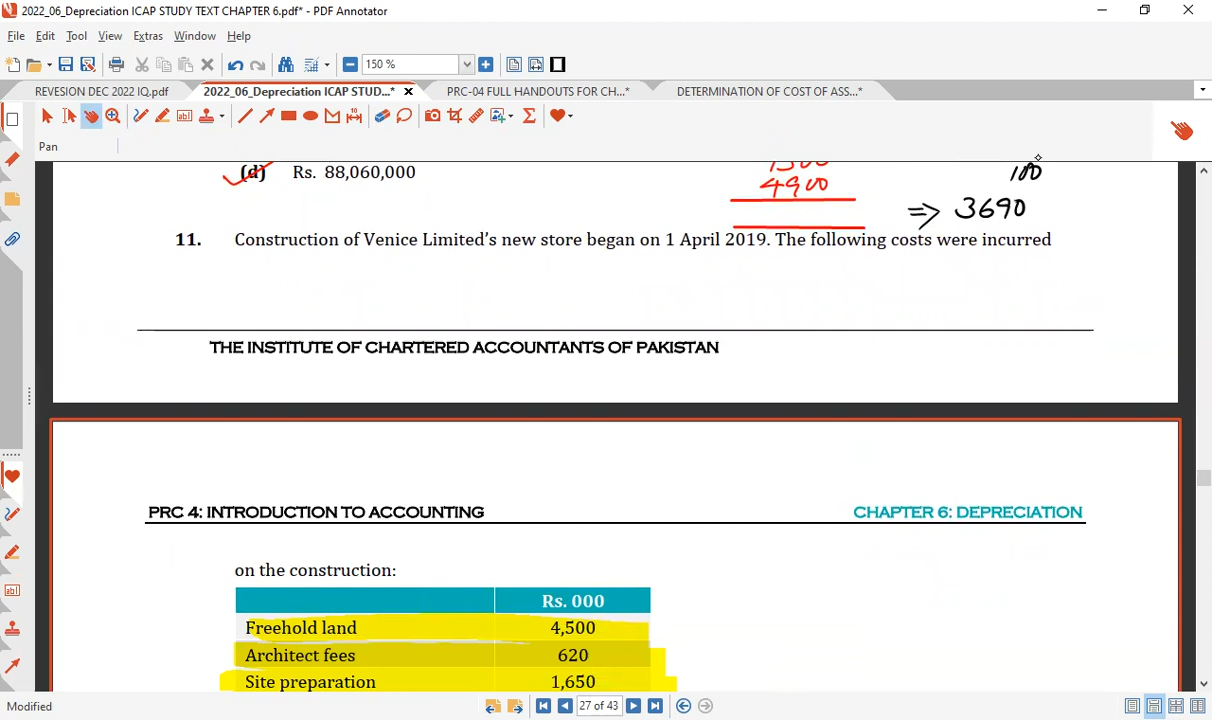 2022_06_Depreciation ICAP STUDY TEXT CHAPTER 6.pdf* - PDF Annotator
File Edit Tool View Extras Window Help
150 %
REVESION DEC 2022 IQ.pdf 2022_06_Depreciation ICAP STUD...* PRC-04 FULL HANDOUTS FOR CH...* DETERMINATION OF COST OF ASS...*
Pan
(d) Rs. 88,060,000
4900
100
=> 3690
11. Construction of Venice Limited's new store began on 1 April 2019. The following costs were incurred
THE INSTITUTE OF CHARTERED ACCOUNTANTS OF PAKISTAN
PRC 4: INTRODUCTION TO ACCOUNTING CHAPTER 6: DEPRECIATION
on the construction:
Rs. 000
Freehold land 4,500
Architect fees 620
Site preparation 1,650
Modified 27 of 43